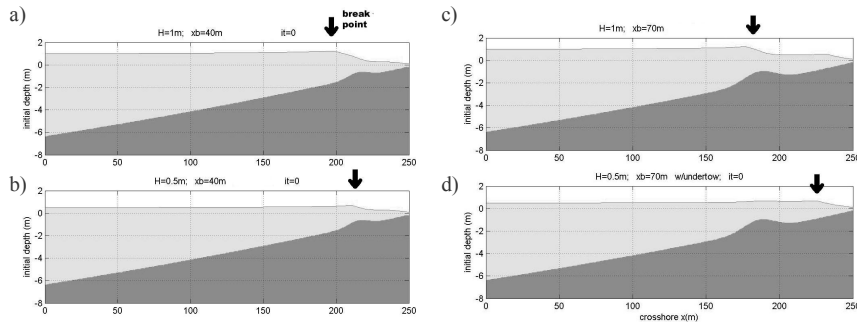 a)
break
point
H=1m; xb=40m it=0
2
0
-2
-4
-6
-8
initial depth (m)
0 50 100 150 200 250
b)
H=0.5m; xb=40m it=0
2
0
-2
-4
-6
-8
initial depth (m)
0 50 100 150 200 250
c)
H=1m; xb=70m
2
0
-2
-4
-6
-8
initial depth (m)
0 50 100 150 200 250
d)
H=0.5m; xb=70m w/undertow; it=0
2
0
-2
-4
-6
-8
initial depth (m)
0 50 100 150 200 250
crosshore x(m)